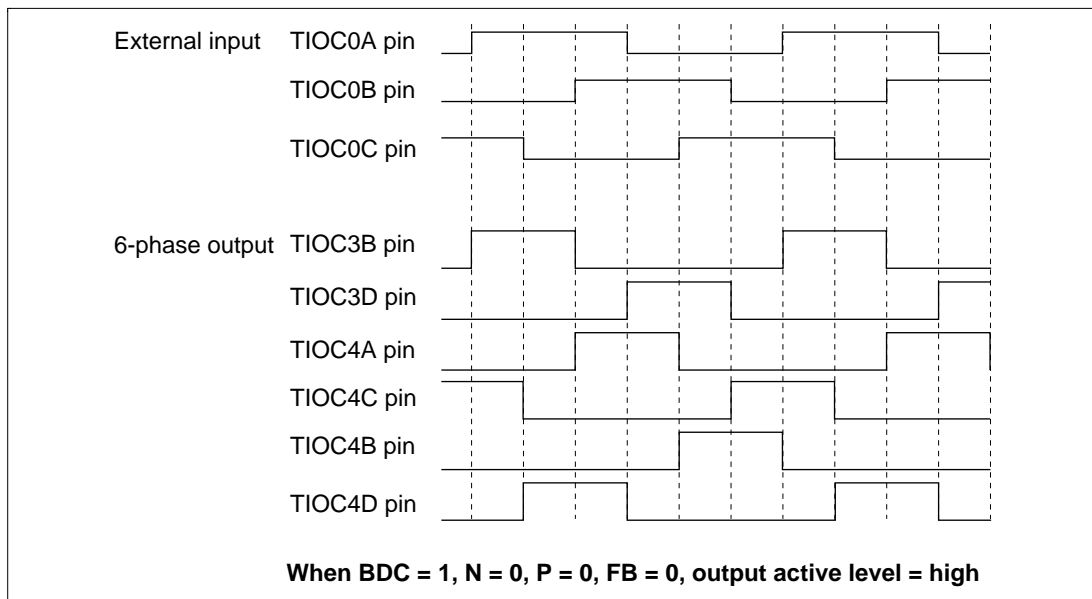 External input TIOC0A pin
TIOC0B pin
TIOC0C pin
6-phase output TIOC3B pin
TIOC3D pin
TIOC4A pin
TIOC4C pin
TIOC4B pin
TIOC4D pin
When BDC = 1, N = 0, P = 0, FB = 0, output active level = high